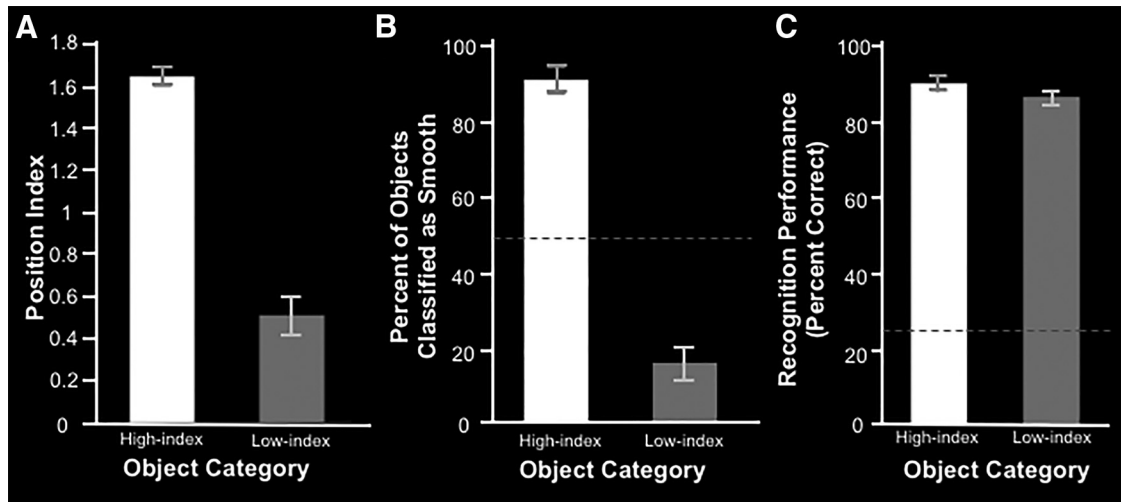 A
Position Index
1.8
1.6
1.4
1.2
1
0.8
0.6
0.4
0.2
0
High-index Low-index
Object Category
B
Percent of Objects
Classified as Smooth
100
80
60
40
20
0
High-index Low-index
Object Category
C
Recognition Performance
(Percent Correct)
100
80
60
40
20
0
High-index Low-index
Object Category